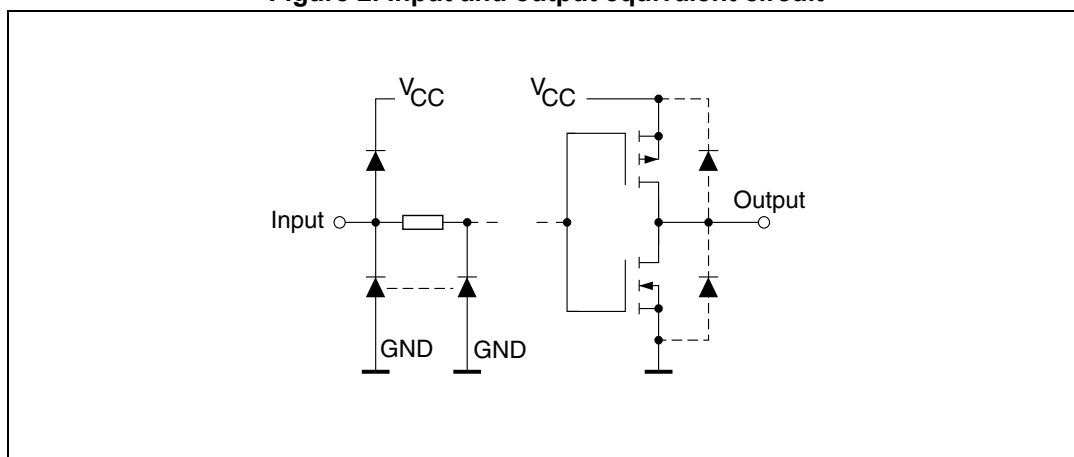 Figure 2. Input and output equivalent circuit
VCC
VCC
Input
Output
GND
GND